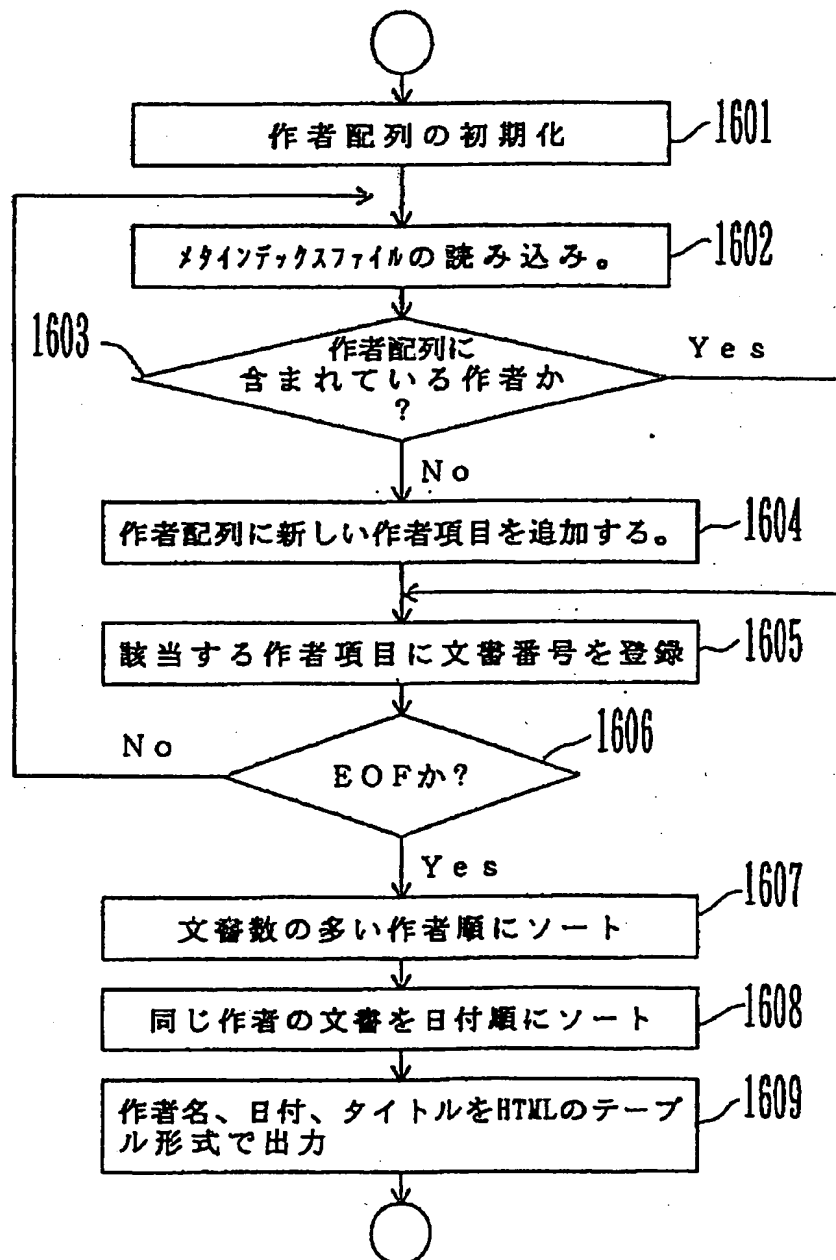 作者配列の初期化
1601
メタインデックスファイルの読み込み。
1602
1603
作者配列に
含まれている作者か
?
Yes
No
作者配列に新しい作者項目を追加する。
1604
該当する作者項目に文書番号を登録
1605
No
EOFか?
1606
Yes
文書数の多い作者順にソート
1607
同じ作者の文書を日付順にソート
1608
作者名、日付、タイトルをHTMLのテーブ
ル形式で出力
1609